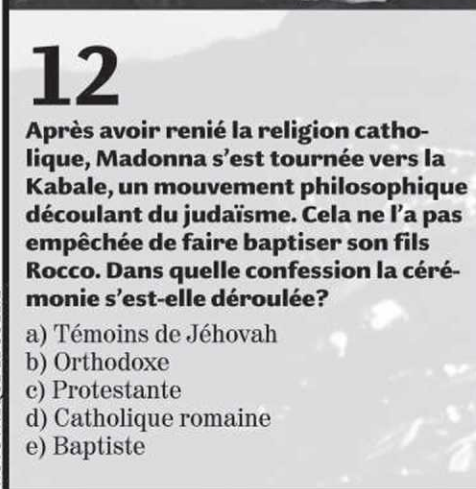 12
Après avoir renié la religion catho-
lique, Madonna s'est tournée vers la
Kabale, un mouvement philosophique
découlant du judaïsme. Cela ne l'a pas
empêchée de faire baptiser son fils
Rocco. Dans quelle confession la céré-
monie s'est-elle déroulée?
a) Témoins de Jéhovah
b) Orthodoxe
c) Protestante
d) Catholique romaine
e) Baptiste